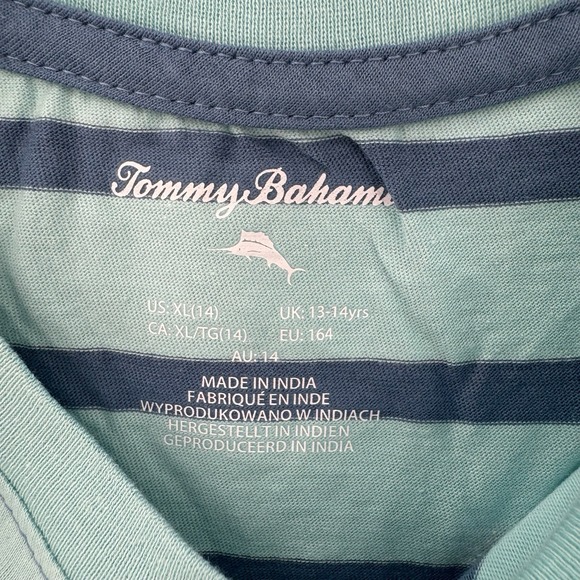 Tommy Bahama
US: XL(14) UK: 13-14yrs
CA: XL/TG(14) EU: 164
AU: 14
MADE IN INDIA
FABRIQUÉ EN INDE
WYPRODUKOWANO W INDIACH
HERGESTELLT IN INDIEN
GEPRODUCEERD IN INDIA